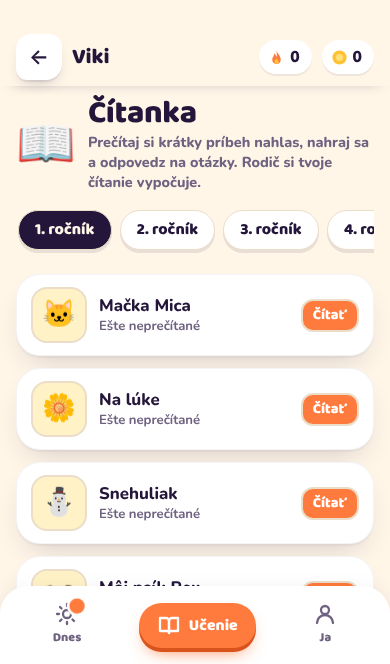 Viki
0
0
Čítanka
Prečítaj si krátky príbeh nahlas, nahraj sa
a odpovedz na otázky. Rodič si tvoje
čítanie vypočuje.
1. ročník
2. ročník
3. ročník
4. ro
Mačka Mica
Ešte neprečítané
Čítať
Na lúke
Ešte neprečítané
Čítať
Snehuliak
Ešte neprečítané
Čítať
Dnes
Učenie
Ja